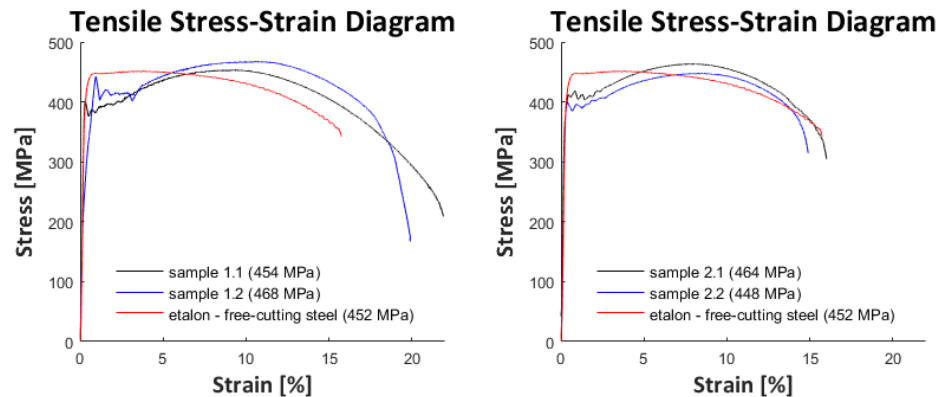 Tensile Stress-Strain Diagram
Stress [MPa]
500
400
300
200
100
0
sample 1.1 (454 MPa)
sample 1.2 (468 MPa)
etalon - free-cutting steel (452 MPa)
0 5 10 15 20
Strain [%]
Tensile Stress-Strain Diagram
Stress [MPa]
500
400
300
200
100
0
sample 2.1 (464 MPa)
sample 2.2 (448 MPa)
etalon - free-cutting steel (452 MPa)
0 5 10 15 20
Strain [%]